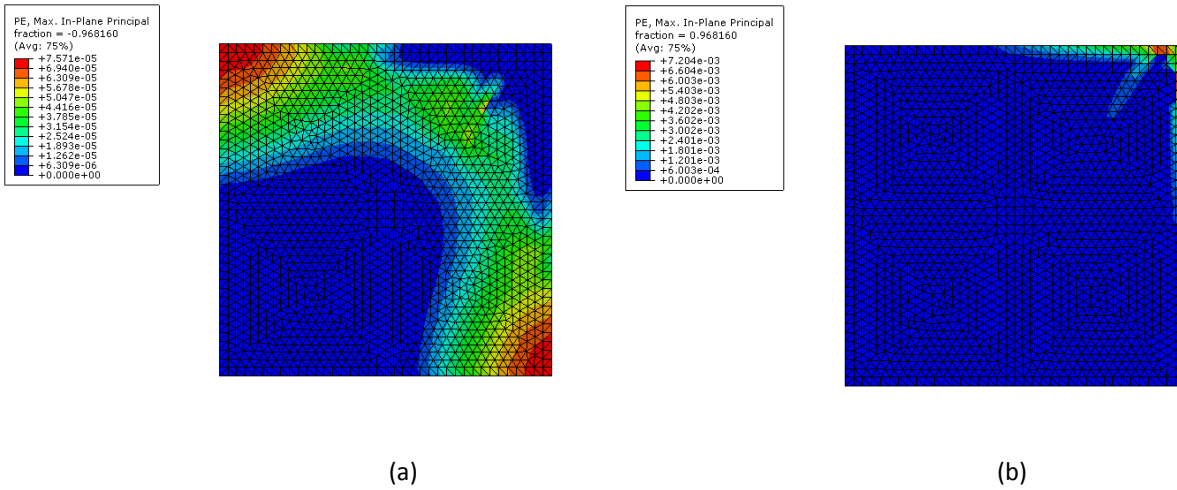 PE, Max. In-Plane Principal
fraction = -0.968160
(Avg: 75%)
+7.571e-05
+6.940e-05
+6.309e-05
+5.678e-05
+5.047e-05
+4.416e-05
+3.785e-05
+3.154e-05
+2.524e-05
+1.893e-05
+1.262e-05
+6.309e-06
+0.000e+00
PE, Max. In-Plane Principal
fraction = 0.968160
(Avg: 75%)
+7.204e-03
+6.604e-03
+6.003e-03
+5.403e-03
+4.803e-03
+4.202e-03
+3.602e-03
+3.002e-03
+2.401e-03
+1.801e-03
+1.201e-03
+6.003e-04
+0.000e+00
(a)
(b)